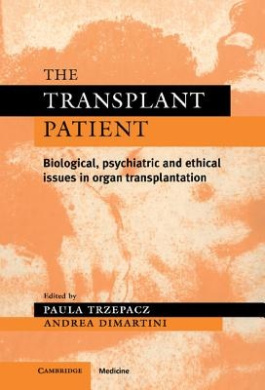 THE
TRANSPLANT
PATIENT
Biological, psychiatric and ethical
issues in organ transplantation
Edited by
PAULA TRZEPACZ
ANDREA DIMARTINI
CAMBRIDGE Medicine